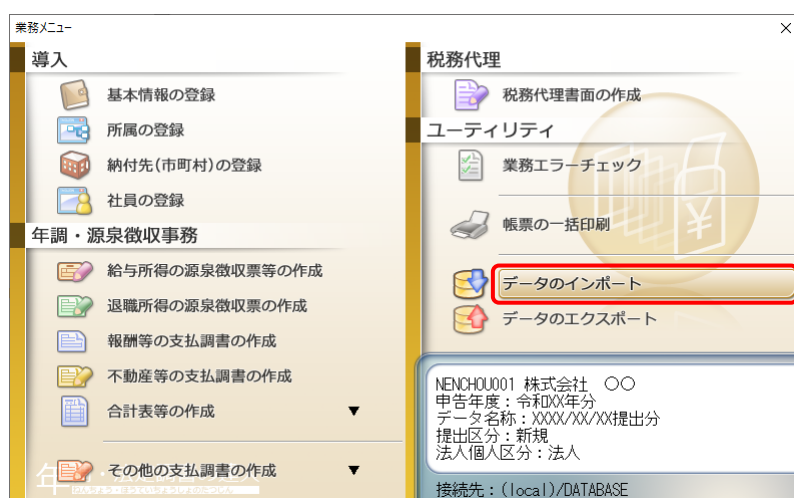 業務メニュー
導入
基本情報の登録
所属の登録
納付先(市町村)の登録
社員の登録
年調・源泉徴収事務
給与所得の源泉徴収票等の作成
退職所得の源泉徴収票の作成
報酬等の支払調書の作成
不動産等の支払調書の作成
合計表等の作成 ▼
その他の支払調書の作成 ▼
税務代理
税務代理書面の作成
ユーティリティ
業務エラーチェック
帳票の一括印刷
データのインポート
データのエクスポート
NENCHOU001 株式会社 〇〇
申告年度：令和XX年分
データ名称：XXXX/XX/XX提出分
提出区分：新規
法人個人区分：法人
接続先：(local)/DATABASE